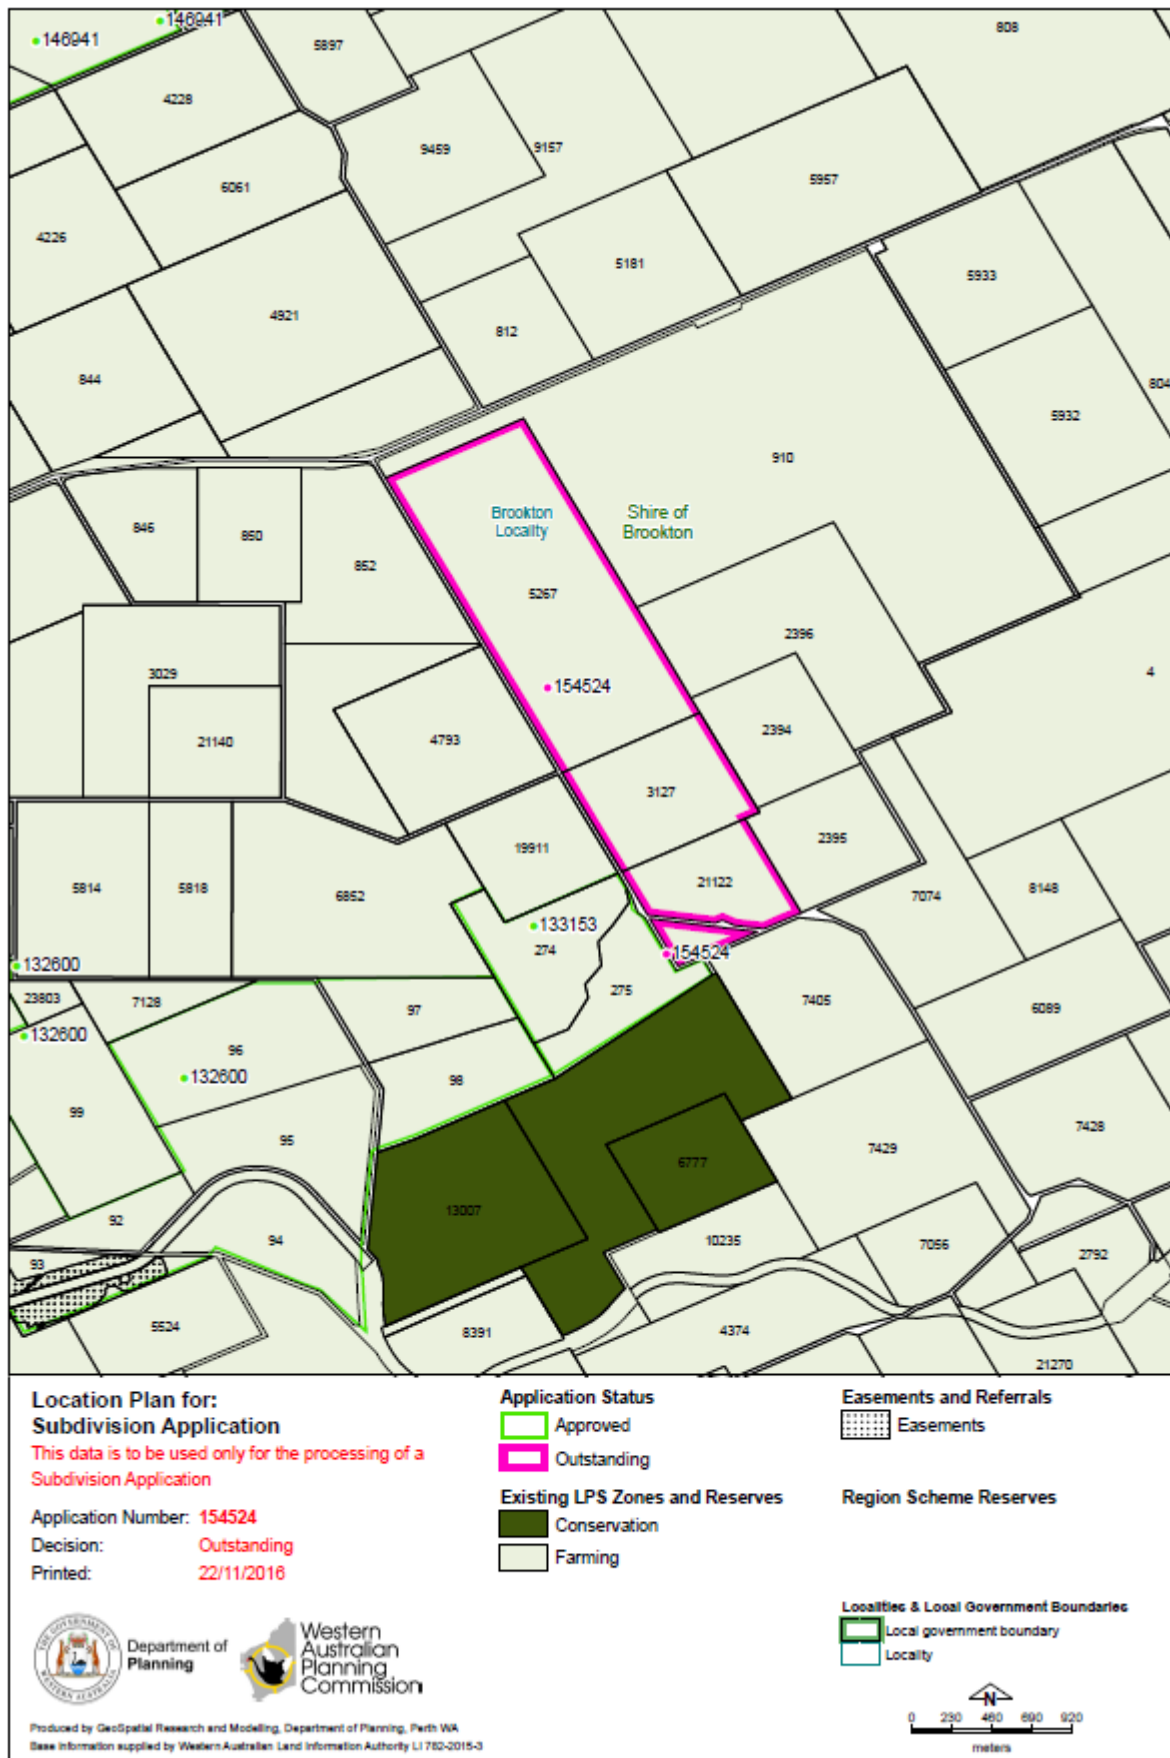 146941
146941
5897
808
4228
9459
9157
5957
6061
4226
5181
5933
4921
812
844
804
5932
910
Brookton
Locality
Shire of
Brookton
846
850
852
5267
2396
3029
4
154524
21140
4793
2394
3127
2395
19911
21122
5814
5818
6852
7074
8148
133153
274
154524
132600
275
23803
7128
97
7405
6089
132600
96
132600
98
99
95
7428
7429
6777
13007
92
94
10235
7056
2792
93
5524
8391
4374
21270
Location Plan for:
Subdivision Application
This data is to be used only for the processing of a
Subdivision Application
Application Number: 154524
Decision: Outstanding
Printed: 22/11/2016
Application Status
Approved
Outstanding
Existing LPS Zones and Reserves
Conservation
Farming
Easements and Referrals
Easements
Region Scheme Reserves
Localities & Local Government Boundaries
Local government boundary
Locality
THE GOVERNMENT OF
WESTERN AUSTRALIA
Department of
Planning
Western
Australian
Planning
Commission
N
0 230 460 690 920
meters
Produced by GeoSpatial Research and Modelling, Department of Planning, Perth WA
Base information supplied by Western Australian Land Information Authority LI 782-2015-3